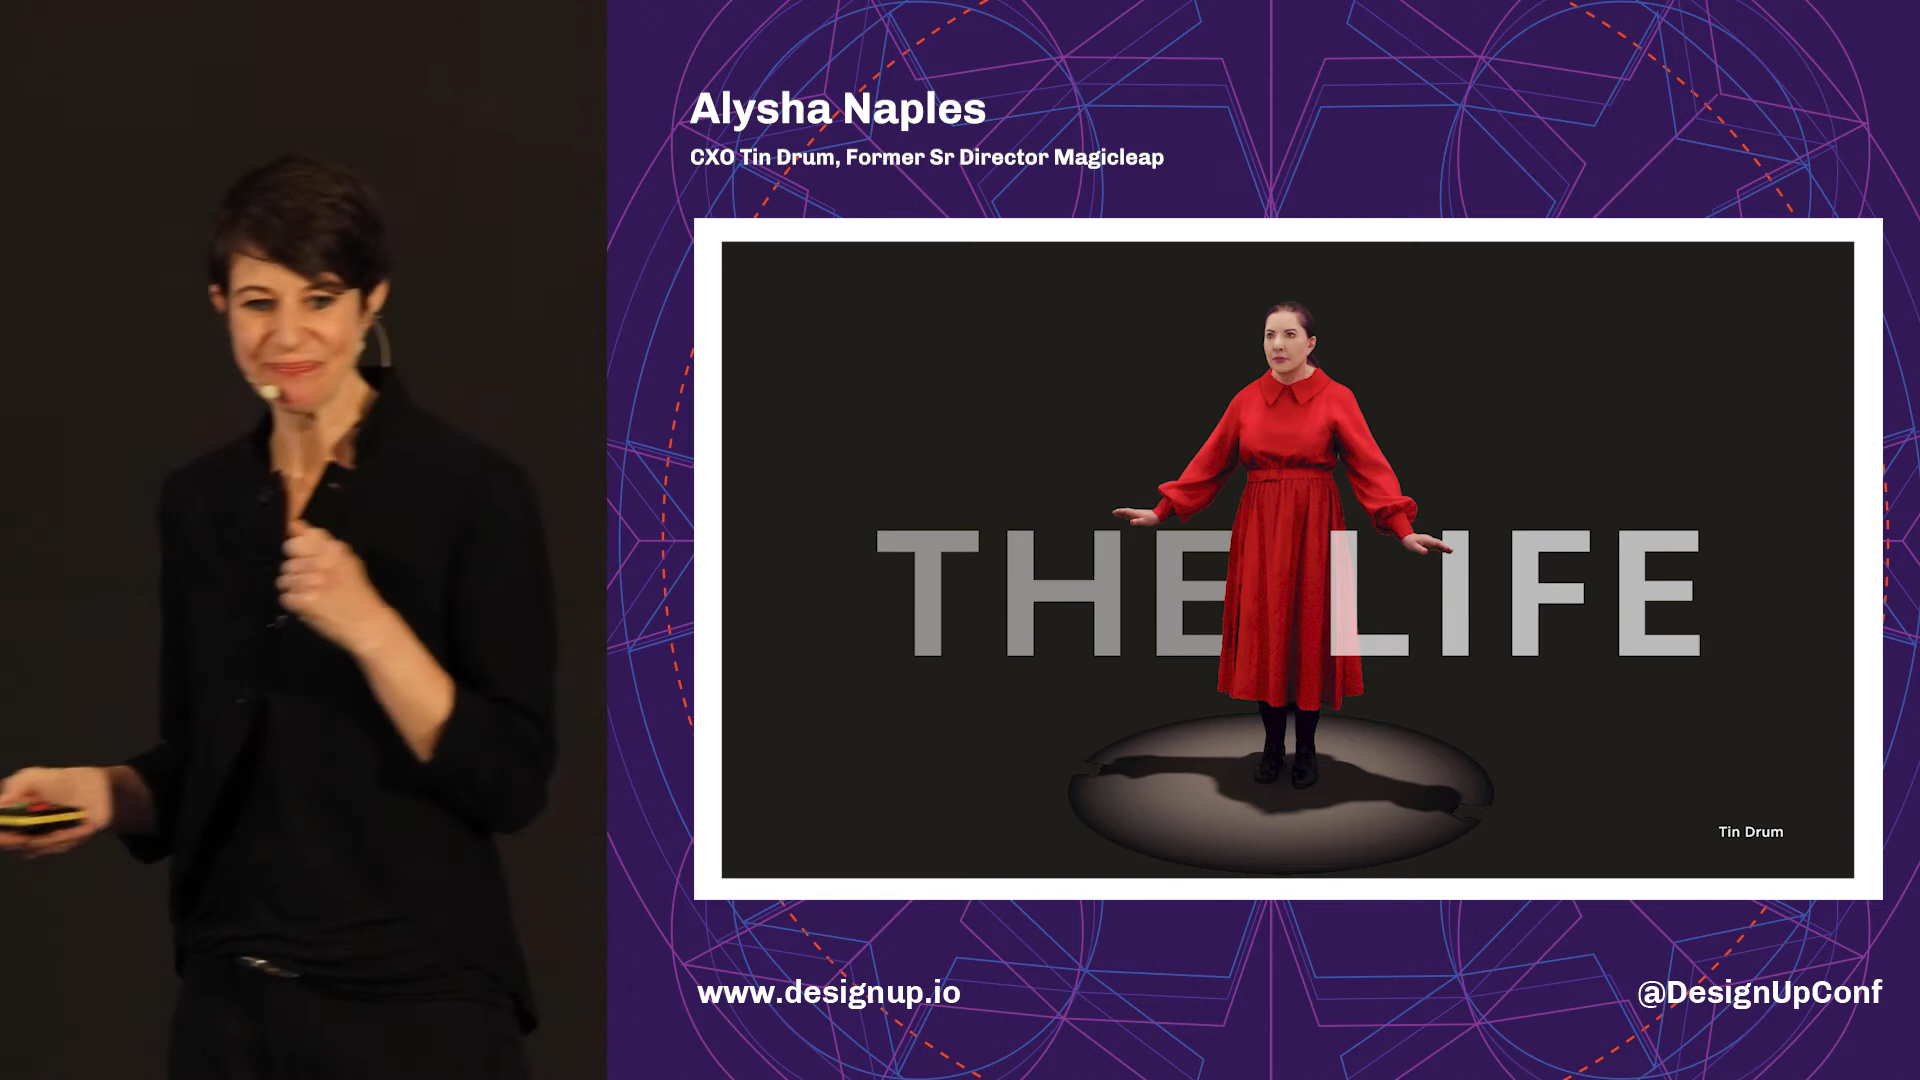 Alysha Naples
CXO Tin Drum, Former Sr Director Magicleap
THE LIFE
Tin Drum
www.designup.io
@DesignUpConf